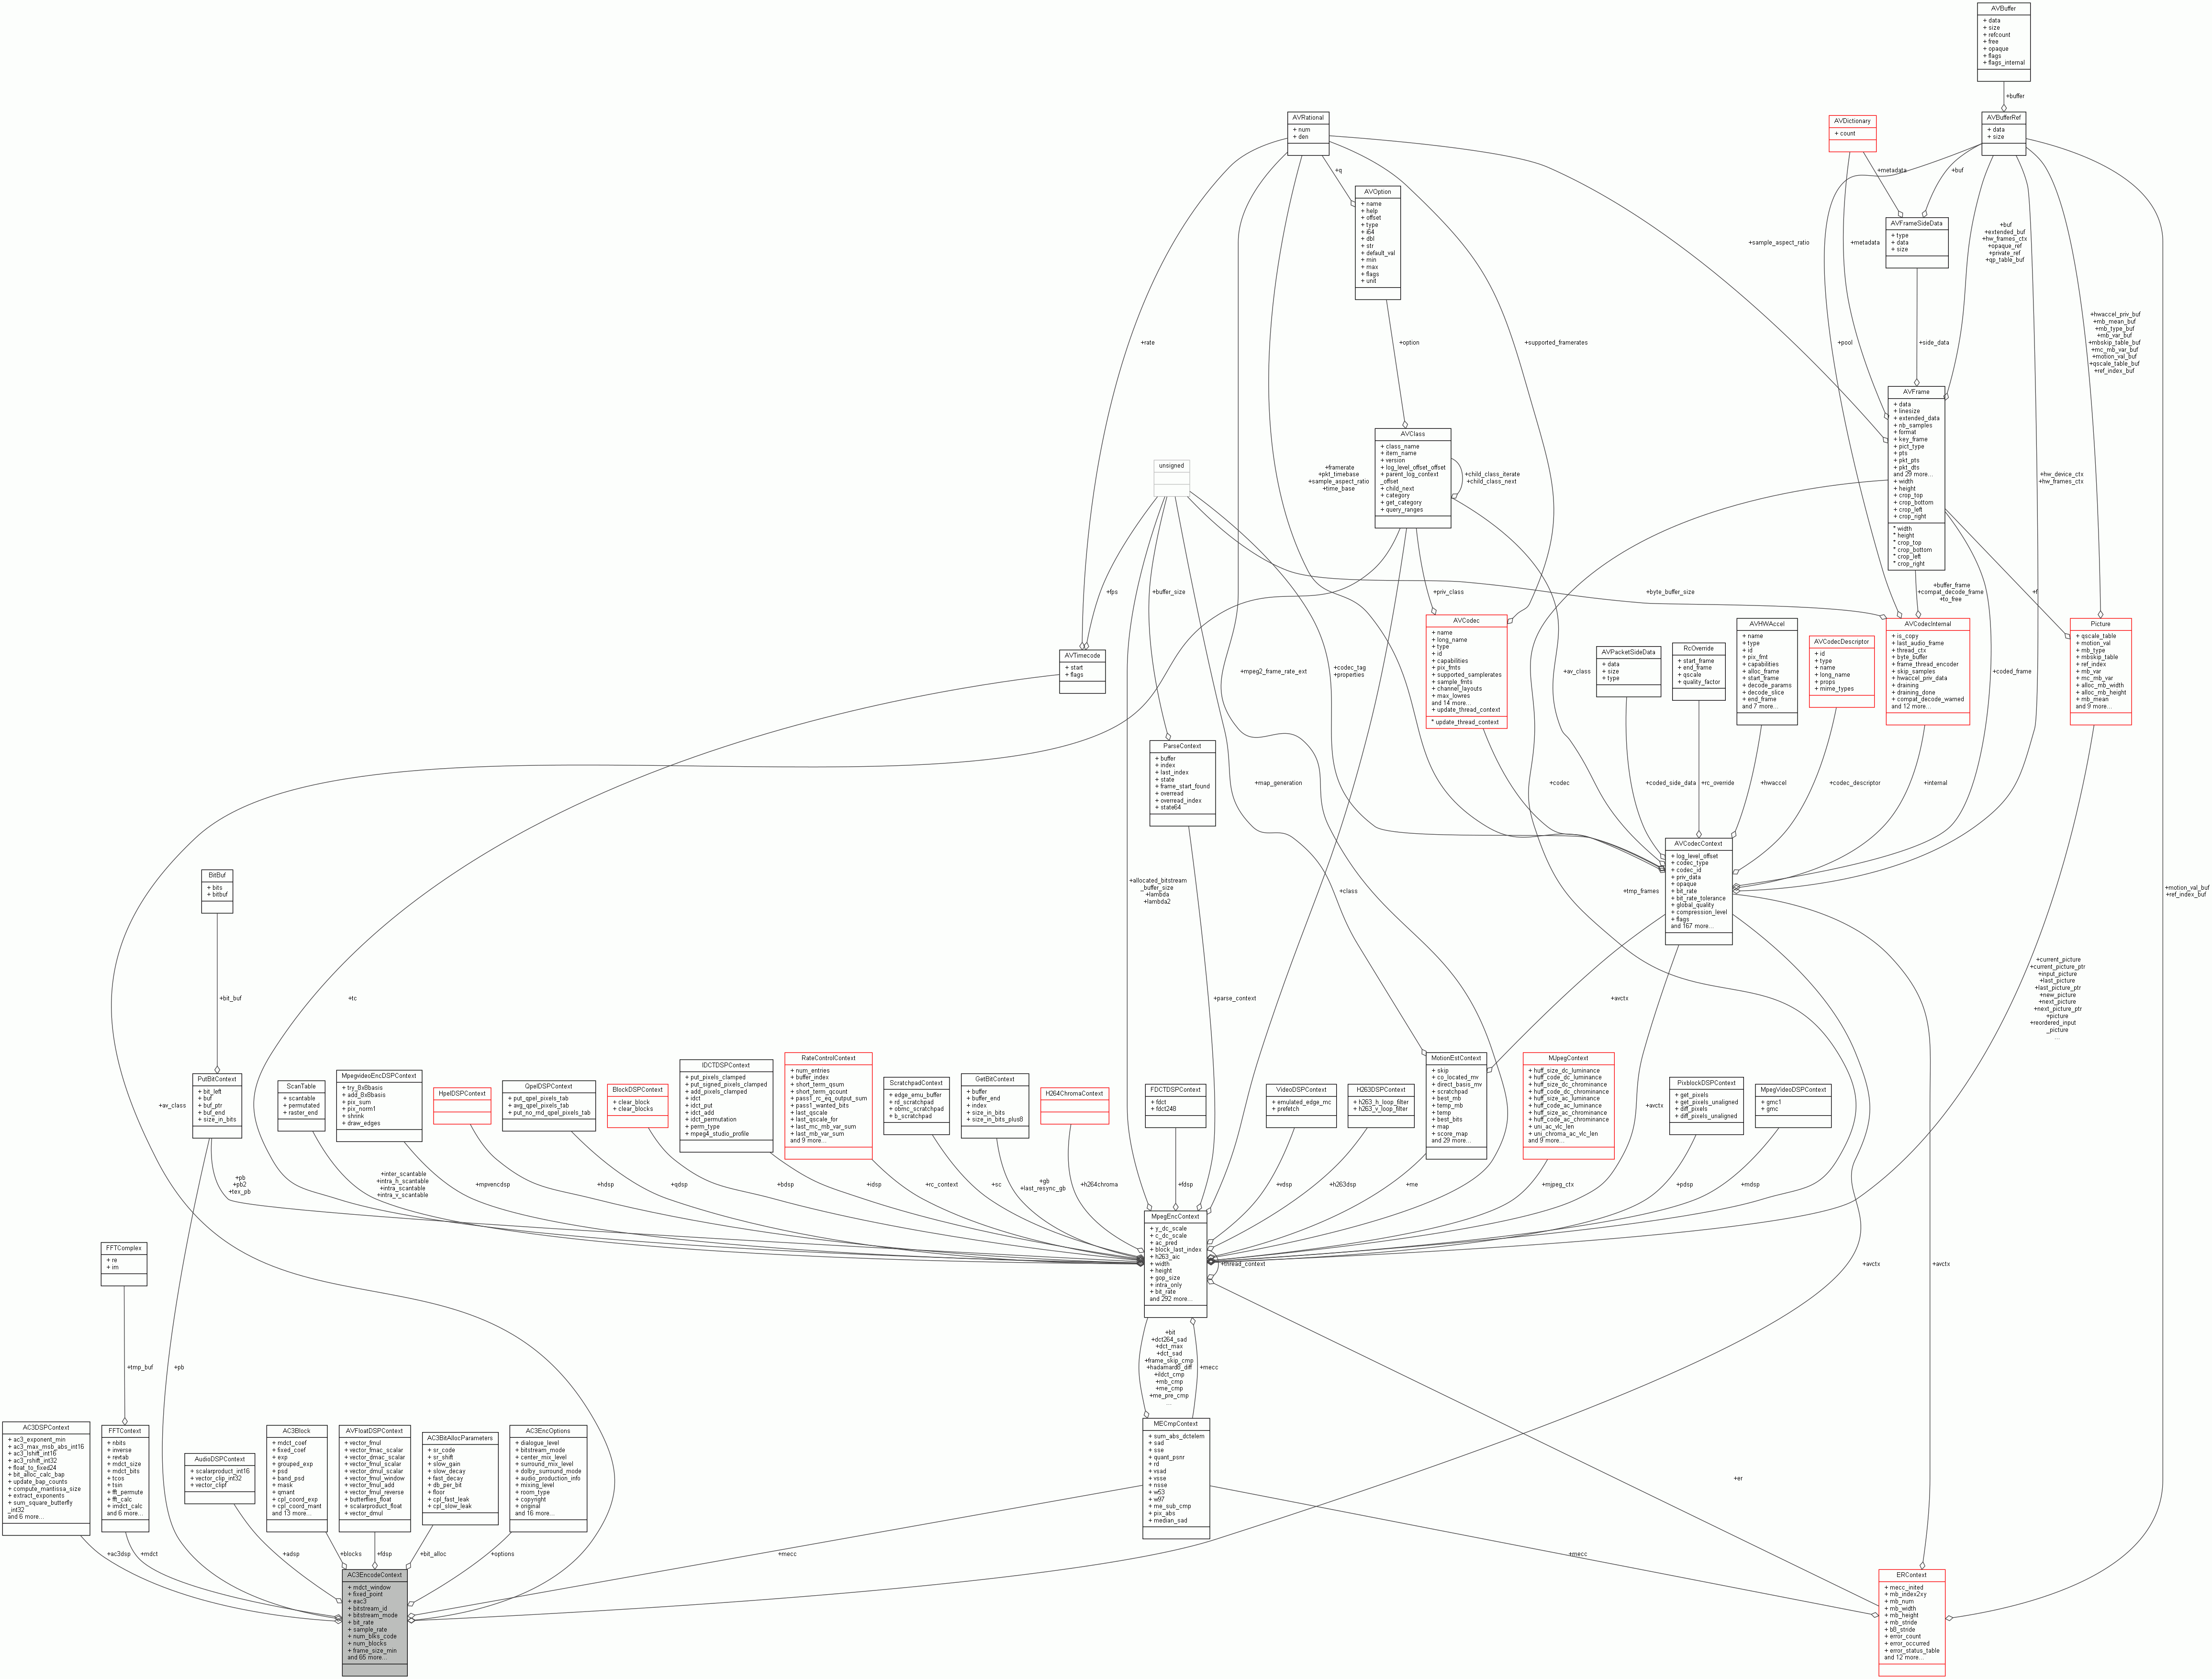 AVBuffer
+ data
+ size
+ refcount
+ free
+ opaque
+ flags
+ flags_internal
+buffer
AVRational
+ num
+ den
AVDictionary
+ count
AVBufferRef
+ data
+ size
+q
+metadata
+buf
AVOption
+ name
+ help
+ offset
+ type
+ i64
+ dbl
+ str
+ default_val
+ min
+ max
+ flags
+ unit
AVFrameSideData
+ type
+ data
+ size
+sample_aspect_ratio
+metadata
+buf
+extended_buf
+hw_frames_ctx
+opaque_ref
+private_ref
+qp_table_buf
+rate
+option
+supported_framerates
+pool
+side_data
+hwaccel_priv_buf
+mb_mean_buf
+mb_type_buf
+mb_var_buf
+mbskip_table_buf
+mc_mb_var_buf
+motion_val_buf
+qscale_table_buf
+ref_index_buf
AVFrame
+ data
+ linesize
+ extended_data
+ nb_samples
+ format
+ key_frame
+ pict_type
+ pts
+ pkt_pts
+ pkt_dts
and 29 more...
+ width
+ height
+ crop_top
+ crop_bottom
+ crop_left
+ crop_right
* width
* height
* crop_top
* crop_bottom
* crop_left
* crop_right
AVClass
+ class_name
+ item_name
+ version
+ log_level_offset_offset
+ parent_log_context
_offset
+ child_next
+ category
+ get_category
+ query_ranges
+child_class_iterate
+child_class_next
unsigned
+framerate
+pkt_timebase
+sample_aspect_ratio
+time_base
+hw_device_ctx
+hw_frames_ctx
+fps
+buffer_size
+priv_class
+byte_buffer_size
+buffer_frame
+compat_decode_frame
+to_free
+f
AVTimecode
+ start
+ flags
+mpeg2_frame_rate_ext
+codec_tag
+properties
AVCodec
+ name
+ long_name
+ type
+ id
+ capabilities
+ pix_fmts
+ supported_samplerates
+ sample_fmts
+ channel_layouts
+ max_lowres
and 14 more...
+ update_thread_context
* update_thread_context
+av_class
AVPacketSideData
+ data
+ size
+ type
RcOverride
+ start_frame
+ end_frame
+ qscale
+ quality_factor
AVHWAccel
+ name
+ type
+ id
+ pix_fmt
+ capabilities
+ alloc_frame
+ start_frame
+ decode_params
+ decode_slice
+ end_frame
and 7 more...
AVCodecDescriptor
+ id
+ type
+ name
+ long_name
+ props
+ mime_types
AVCodecInternal
+ is_copy
+ last_audio_frame
+ thread_ctx
+ byte_buffer
+ frame_thread_encoder
+ skip_samples
+ hwaccel_priv_data
+ draining
+ draining_done
+ compat_decode_warned
and 12 more...
+coded_frame
Picture
+ qscale_table
+ motion_val
+ mb_type
+ mbskip_table
+ ref_index
+ mb_var
+ mc_mb_var
+ alloc_mb_width
+ alloc_mb_height
+ mb_mean
and 9 more...
ParseContext
+ buffer
+ index
+ last_index
+ state
+ frame_start_found
+ overread
+ overread_index
+ state64
+map_generation
+codec
+coded_side_data
+rc_override
+hwaccel
+codec_descriptor
+internal
AVCodecContext
+ log_level_offset
+ codec_type
+ codec_id
+ priv_data
+ opaque
+ bit_rate
+ bit_rate_tolerance
+ global_quality
+ compression_level
+ flags
and 167 more...
BitBuf
+ bits
+ bitbuf
+allocated_bitstream
_buffer_size
+lambda
+lambda2
+class
+tmp_frames
+motion_val_buf
+ref_index_buf
+bit_buf
+tc
+parse_context
+avctx
+current_picture
+current_picture_ptr
+input_picture
+last_picture
+last_picture_ptr
+new_picture
+next_picture
+next_picture_ptr
+picture
+reordered_input
_picture
...
+av_class
PutBitContext
+ bit_left
+ buf
+ buf_ptr
+ buf_end
+ size_in_bits
ScanTable
+ scantable
+ permutated
+ raster_end
MpegvideoEncDSPContext
+ try_8x8basis
+ add_8x8basis
+ pix_sum
+ pix_norm1
+ shrink
+ draw_edges
HpelDSPContext
QpelDSPContext
+ put_qpel_pixels_tab
+ avg_qpel_pixels_tab
+ put_no_rnd_qpel_pixels_tab
BlockDSPContext
+ clear_block
+ clear_blocks
IDCTDSPContext
+ put_pixels_clamped
+ put_signed_pixels_clamped
+ add_pixels_clamped
+ idct
+ idct_put
+ idct_add
+ idct_permutation
+ perm_type
+ mpeg4_studio_profile
RateControlContext
+ num_entries
+ buffer_index
+ short_term_qsum
+ short_term_qcount
+ pass1_rc_eq_output_sum
+ pass1_wanted_bits
+ last_qscale
+ last_qscale_for
+ last_mc_mb_var_sum
+ last_mb_var_sum
and 9 more...
ScratchpadContext
+ edge_emu_buffer
+ rd_scratchpad
+ obmc_scratchpad
+ b_scratchpad
GetBitContext
+ buffer
+ buffer_end
+ index
+ size_in_bits
+ size_in_bits_plus8
H264ChromaContext
FDCTDSPContext
+ fdct
+ fdct248
VideoDSPContext
+ emulated_edge_mc
+ prefetch
H263DSPContext
+ h263_h_loop_filter
+ h263_v_loop_filter
MotionEstContext
+ skip
+ co_located_mv
+ direct_basis_mv
+ scratchpad
+ best_mb
+ temp_mb
+ temp
+ best_bits
+ map
+ score_map
and 29 more...
MJpegContext
+ huff_size_dc_luminance
+ huff_code_dc_luminance
+ huff_size_dc_chrominance
+ huff_code_dc_chrominance
+ huff_size_ac_luminance
+ huff_code_ac_luminance
+ huff_size_ac_chrominance
+ huff_code_ac_chrominance
+ uni_ac_vlc_len
+ uni_chroma_ac_vlc_len
and 9 more...
+avctx
PixblockDSPContext
+ get_pixels
+ get_pixels_unaligned
+ diff_pixels
+ diff_pixels_unaligned
MpegVideoDSPContext
+ gmc1
+ gmc
+pb
+pb2
+tex_pb
+inter_scantable
+intra_h_scantable
+intra_scantable
+intra_v_scantable
+mpvencdsp
+hdsp
+qdsp
+bdsp
+idsp
+rc_context
+sc
+gb
+last_resync_gb
+h264chroma
+fdsp
+vdsp
+h263dsp
+me
+mjpeg_ctx
+pdsp
+mdsp
MpegEncContext
+ y_dc_scale
+ c_dc_scale
+ ac_pred
+ block_last_index
+ h263_aic
+ width
+ height
+ gop_size
+ intra_only
+ bit_rate
and 292 more...
+thread_context
+avctx
+avctx
FFTComplex
+ re
+ im
+tmp_buf
+pb
+bit
+dct264_sad
+dct_max
+dct_sad
+frame_skip_cmp
+hadamard8_diff
+ildct_cmp
+mb_cmp
+me_cmp
+me_pre_cmp
...
+mecc
AC3DSPContext
+ ac3_exponent_min
+ ac3_max_msb_abs_int16
+ ac3_lshift_int16
+ ac3_rshift_int32
+ float_to_fixed24
+ bit_alloc_calc_bap
+ update_bap_counts
+ compute_mantissa_size
+ extract_exponents
+ sum_square_butterfly
_int32
and 6 more...
FFTContext
+ nbits
+ inverse
+ revtab
+ mdct_size
+ mdct_bits
+ tcos
+ tsin
+ fft_permute
+ fft_calc
+ imdct_calc
and 6 more...
AudioDSPContext
+ scalarproduct_int16
+ vector_clip_int32
+ vector_clipf
AC3Block
+ mdct_coef
+ fixed_coef
+ exp
+ grouped_exp
+ psd
+ band_psd
+ mask
+ qmant
+ cpl_coord_exp
+ cpl_coord_mant
and 13 more...
AVFloatDSPContext
+ vector_fmul
+ vector_fmac_scalar
+ vector_dmac_scalar
+ vector_fmul_scalar
+ vector_dmul_scalar
+ vector_fmul_window
+ vector_fmul_add
+ vector_fmul_reverse
+ butterflies_float
+ scalarproduct_float
+ vector_dmul
AC3BitAllocParameters
+ sr_code
+ sr_shift
+ slow_gain
+ slow_decay
+ fast_decay
+ db_per_bit
+ floor
+ cpl_fast_leak
+ cpl_slow_leak
AC3EncOptions
+ dialogue_level
+ bitstream_mode
+ center_mix_level
+ surround_mix_level
+ dolby_surround_mode
+ audio_production_info
+ mixing_level
+ room_type
+ copyright
+ original
and 16 more...
MECmpContext
+ sum_abs_dctelem
+ sad
+ sse
+ quant_psnr
+ rd
+ vsad
+ vsse
+ nsse
+ w53
+ w97
+ me_sub_cmp
+ pix_abs
+ median_sad
+er
+ac3dsp
+mdct
+adsp
+blocks
+fdsp
+bit_alloc
+options
+mecc
+mecc
AC3EncodeContext
+ mdct_window
+ fixed_point
+ eac3
+ bitstream_id
+ bitstream_mode
+ bit_rate
+ sample_rate
+ num_blks_code
+ num_blocks
+ frame_size_min
and 65 more...
ERContext
+ mecc_inited
+ mb_index2xy
+ mb_num
+ mb_width
+ mb_height
+ mb_stride
+ b8_stride
+ error_count
+ error_occurred
+ error_status_table
and 12 more...